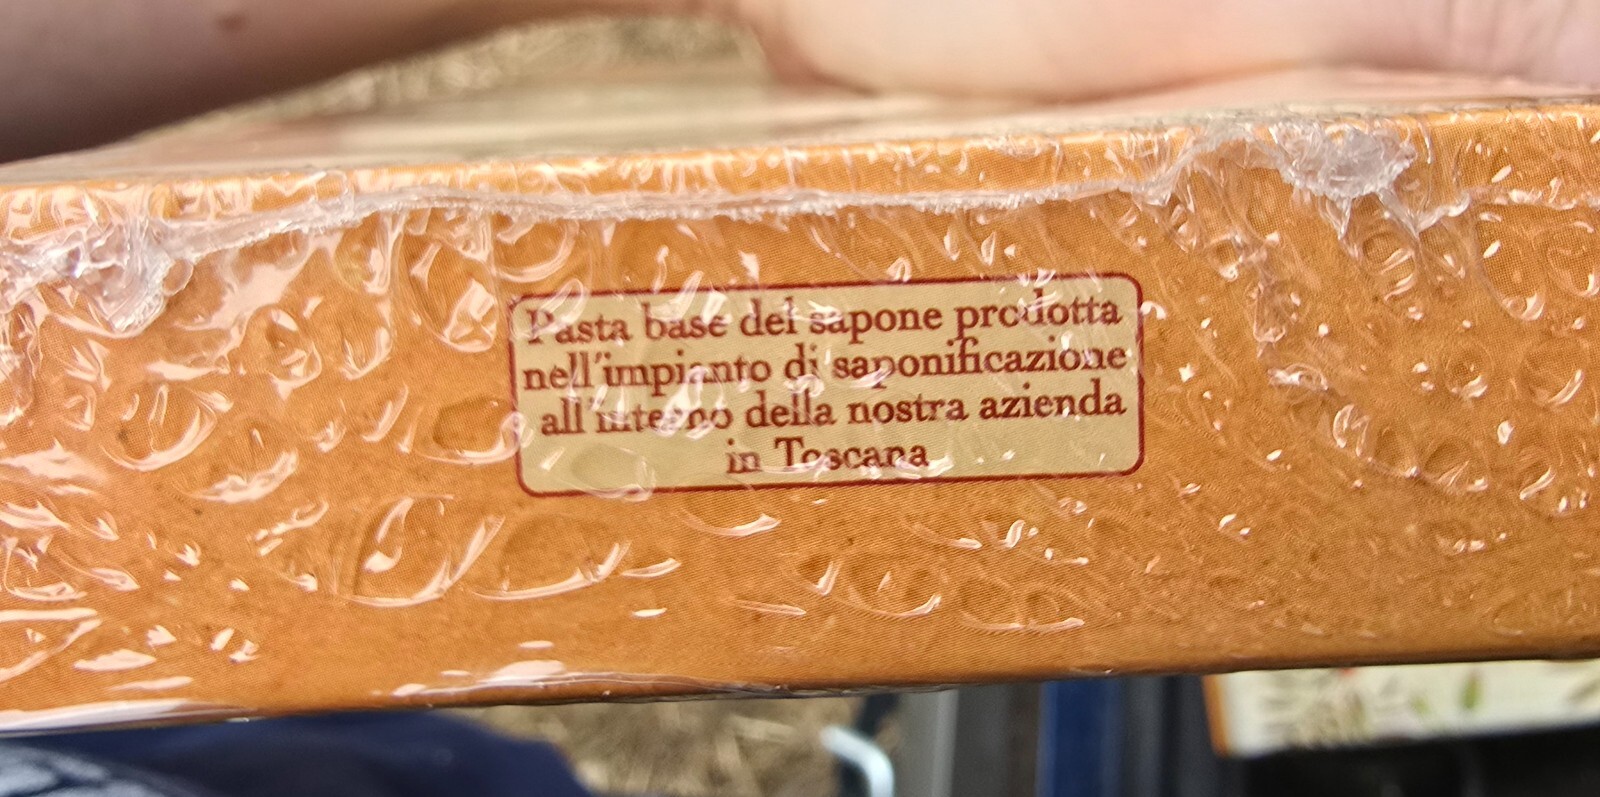 Pasta base del sapone prodotta
nell'impianto di saponificazione
all'interno della nostra azienda
in Toscana